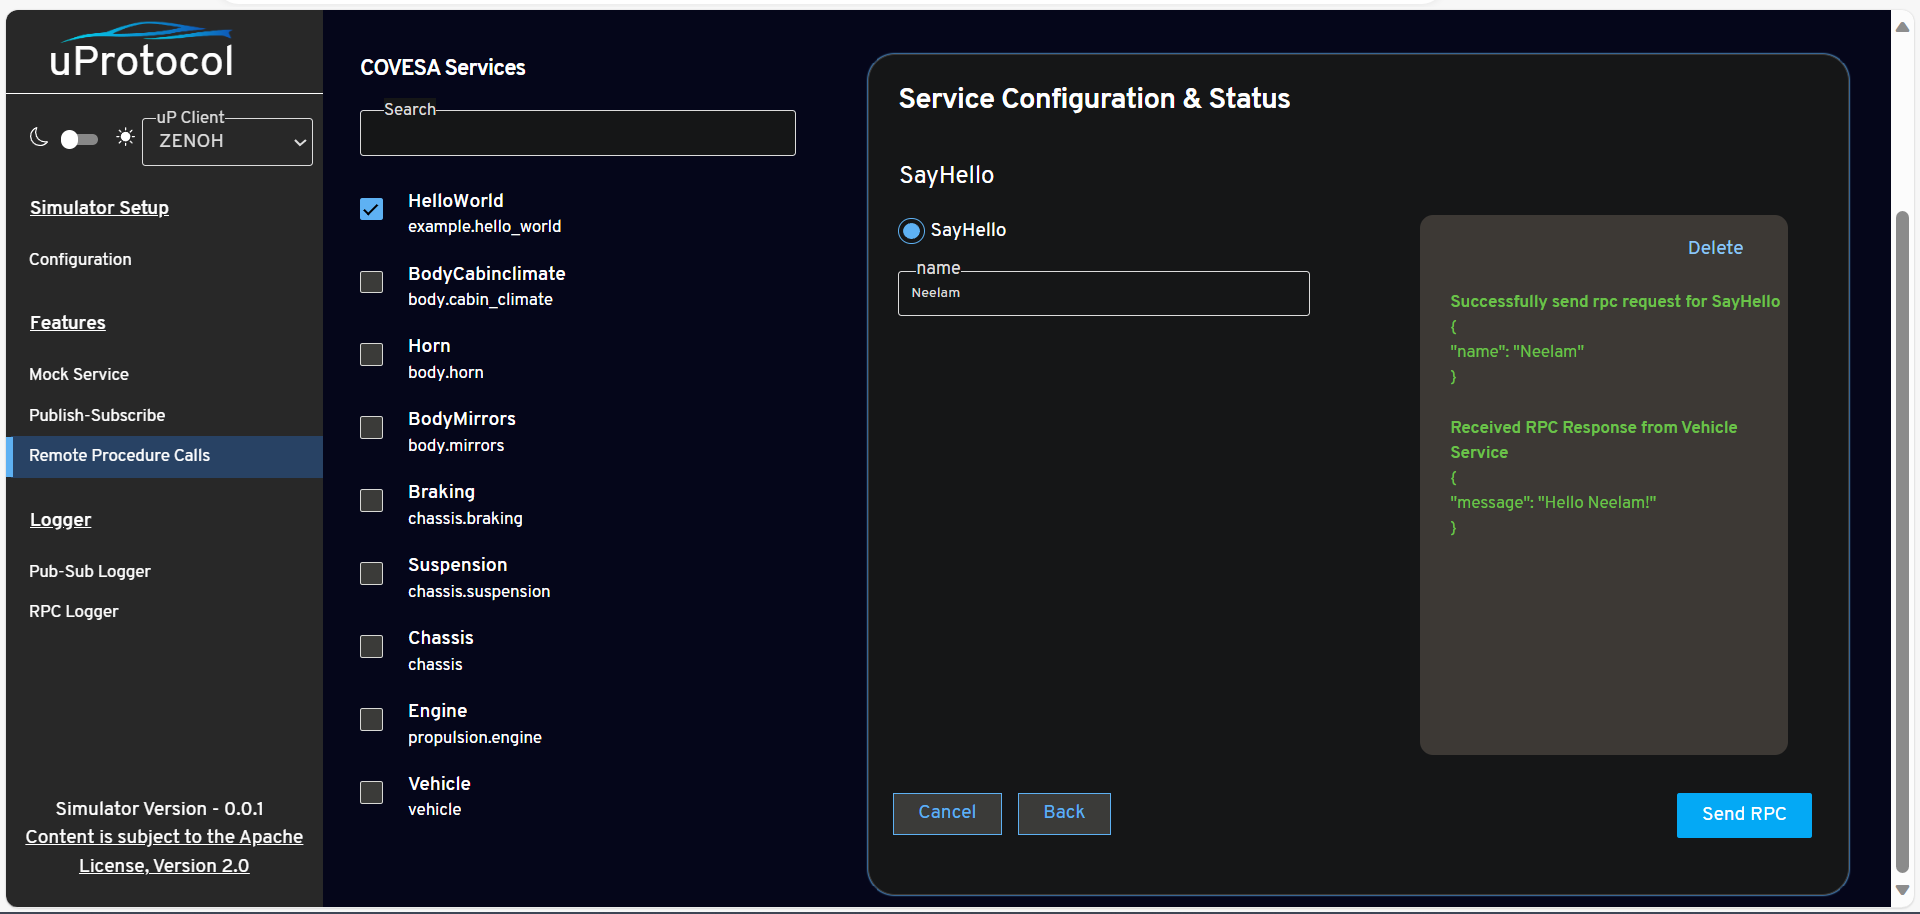 uProtocol
uP Client
ZENOH
Simulator Setup
Configuration
Features
Mock Service
Publish-Subscribe
Remote Procedure Calls
Logger
Pub-Sub Logger
RPC Logger
Simulator Version - 0.0.1
Content is subject to the Apache
License, Version 2.0
COVESA Services
Search
HelloWorld
example.hello_world
BodyCabinclimate
body.cabin_climate
Horn
body.horn
BodyMirrors
body.mirrors
Braking
chassis.braking
Suspension
chassis.suspension
Chassis
chassis
Engine
propulsion.engine
Vehicle
vehicle
Service Configuration & Status
SayHello
SayHello
name
Neelam
Delete
Successfully send rpc request for SayHello
{
"name": "Neelam"
}
Received RPC Response from Vehicle
Service
{
"message": "Hello Neelam!"
}
Cancel
Back
Send RPC